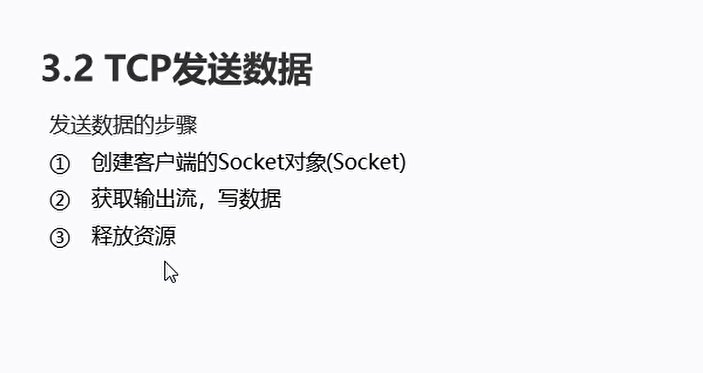 3.2 TCP发送数据
发送数据的步骤
① 创建客户端的Socket对象(Socket)
② 获取输出流，写数据
③ 释放资源